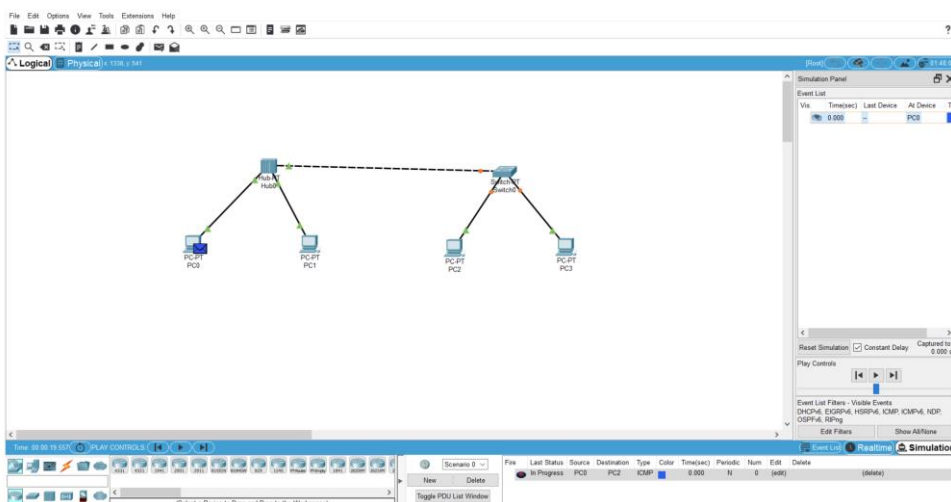 File Edit Options View Tools Extensions Help
?
Logical Physical x: 1338, y: 541
[Root]
Simulation Panel
Event List
Vis. Time(sec) Last Device At Device
0.000 -- PC0
Hub-PT
Hub0
Switch-PT
Switch0
PC-PT
PC0
PC-PT
PC1
PC-PT
PC2
PC-PT
PC3
Reset Simulation Constant Delay Captured to:
0.000
Play Controls
Event List Filters - Visible Events
DHCPv6, EIGRPv6, HSRPv6, ICMP, ICMPv6, NDP,
OSPFv6, RIPng
Edit Filters Show All/None
Time: 00:00:19.557 PLAY CONTROLS:
Event List Realtime Simulation
Scenario 0
New Delete
Toggle PDU List Window
Fire Last Status Source Destination Type Color Time(sec) Periodic Num Edit Delete
In Progress PC0 PC2 ICMP 0.000 N 0 (edit) (delete)